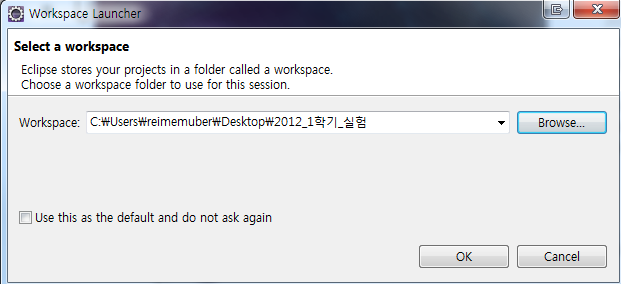 Workspace Launcher
Select a workspace
Eclipse stores your projects in a folder called a workspace.
Choose a workspace folder to use for this session.
Workspace: C:₩Users₩reimemuber₩Desktop₩2012_1학기_실험 Browse...
Use this as the default and do not ask again
OK Cancel